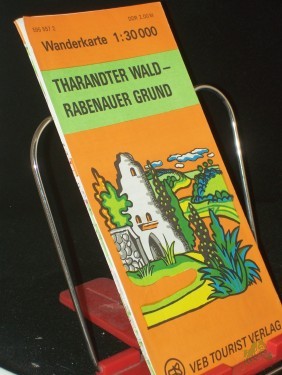 Wanderkarte 1:30 000
THARANDTER WALD –
RABENAUER GRUND
VEB TOURIST VERLAG